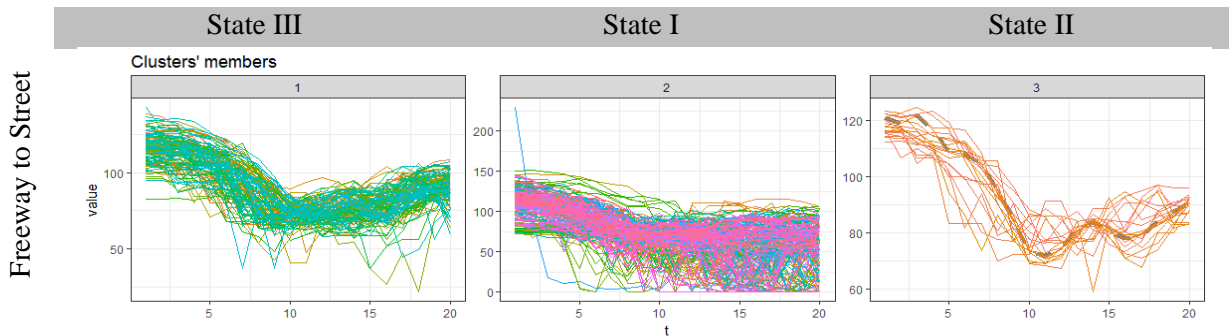 State III State I State II
Freeway to Street
Clusters' members
1 2 3
value
100
50
200
150
100
50
0
120
100
80
60
5 10 15 20 5 10 15 20 5 10 15 20
t